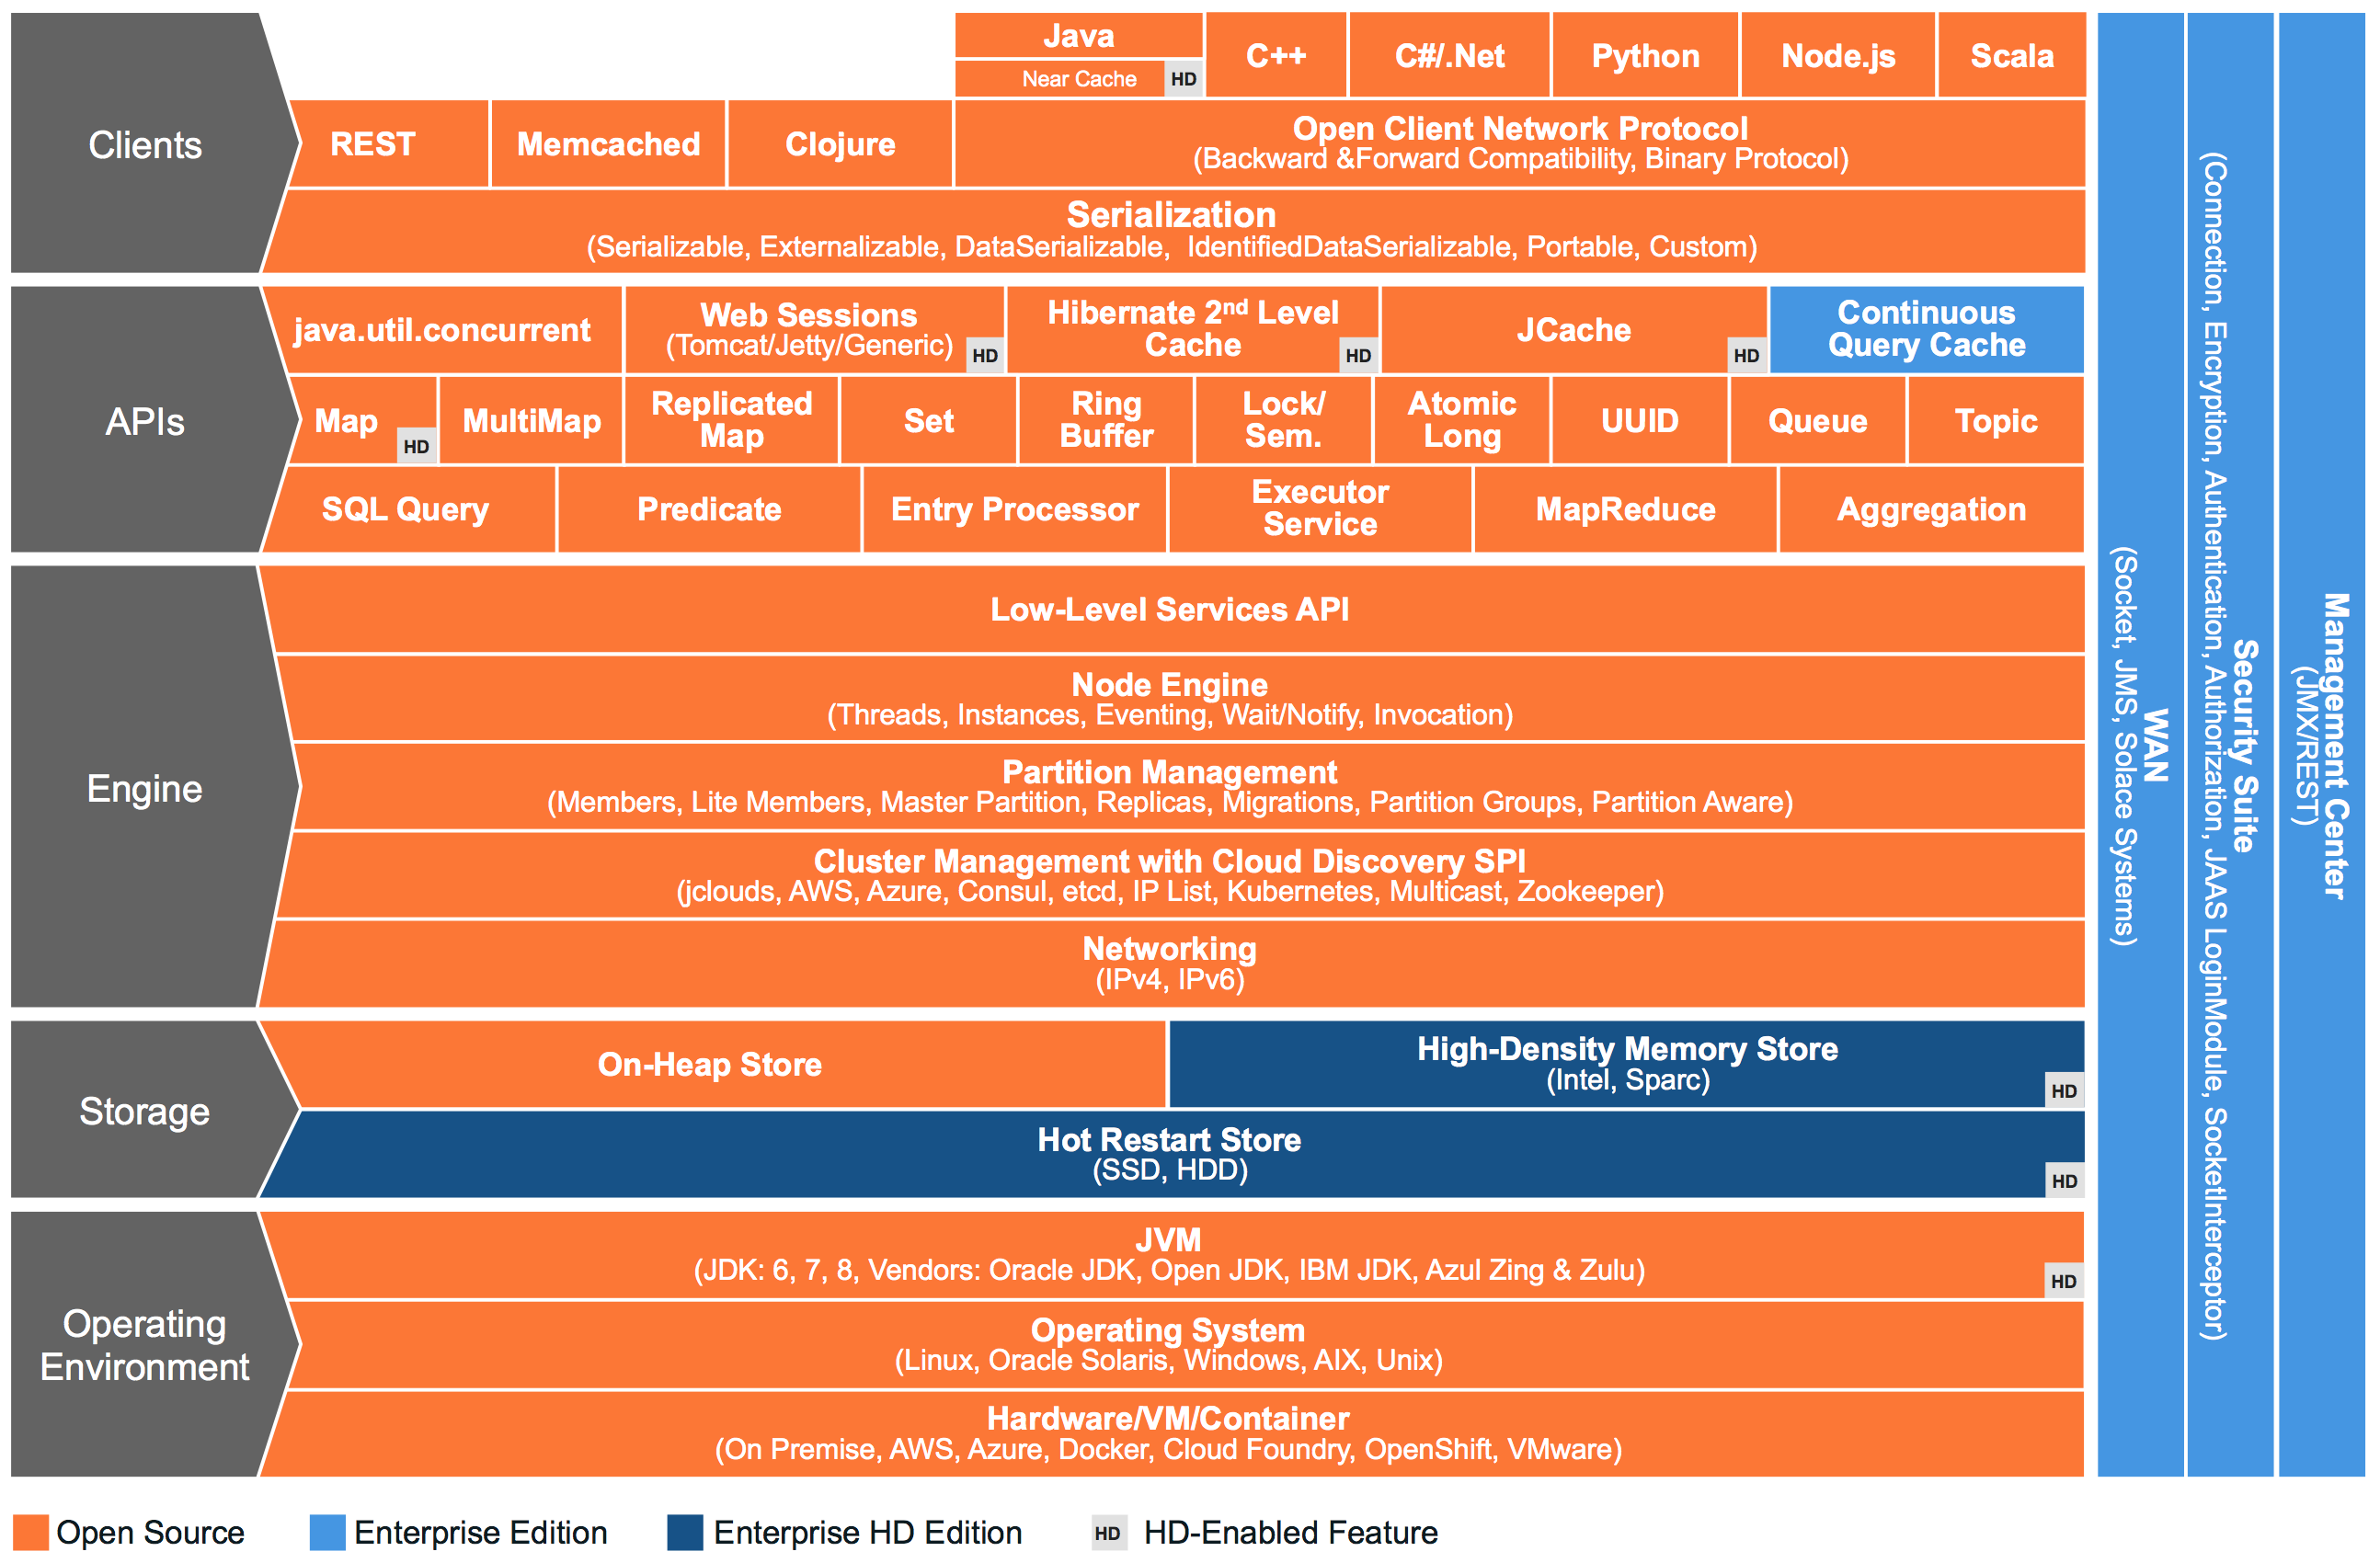 Clients
Java
Near Cache
HD
C++
C#/.Net
Python
Node.js
Scala
REST
Memcached
Clojure
Open Client Network Protocol
(Backward &Forward Compatibility, Binary Protocol)
Serialization
(Serializable, Externalizable, DataSerializable,  IdentifiedDataSerializable, Portable, Custom)
APIs
java.util.concurrent
Web Sessions
(Tomcat/Jetty/Generic)
HD
Hibernate 2nd Level
Cache
HD
JCache
HD
Continuous
Query Cache
Map
HD
MultiMap
Replicated
Map
Set
Ring
Buffer
Lock/
Sem.
Atomic
Long
UUID
Queue
Topic
SQL Query
Predicate
Entry Processor
Executor
Service
MapReduce
Aggregation
Engine
Low-Level Services API
Node Engine
(Threads, Instances, Eventing, Wait/Notify, Invocation)
Partition Management
(Members, Lite Members, Master Partition, Replicas, Migrations, Partition Groups, Partition Aware)
Cluster Management with Cloud Discovery SPI
(jclouds, AWS, Azure, Consul, etcd, IP List, Kubernetes, Multicast, Zookeeper)
Networking
(IPv4, IPv6)
Storage
On-Heap Store
High-Density Memory Store
(Intel, Sparc)
HD
Hot Restart Store
(SSD, HDD)
HD
Operating
Environment
JVM
(JDK: 6, 7, 8, Vendors: Oracle JDK, Open JDK, IBM JDK, Azul Zing & Zulu)
HD
Operating System
(Linux, Oracle Solaris, Windows, AIX, Unix)
Hardware/VM/Container
(On Premise, AWS, Azure, Docker, Cloud Foundry, OpenShift, VMware)
WAN
(Socket, JMS, Solace Systems)
Security Suite
(Connection, Encryption, Authentication, Authorization, JAAS LoginModule, SocketInterceptor)
Management Center
(JMX/REST)
Open Source
Enterprise Edition
Enterprise HD Edition
HD
HD-Enabled Feature